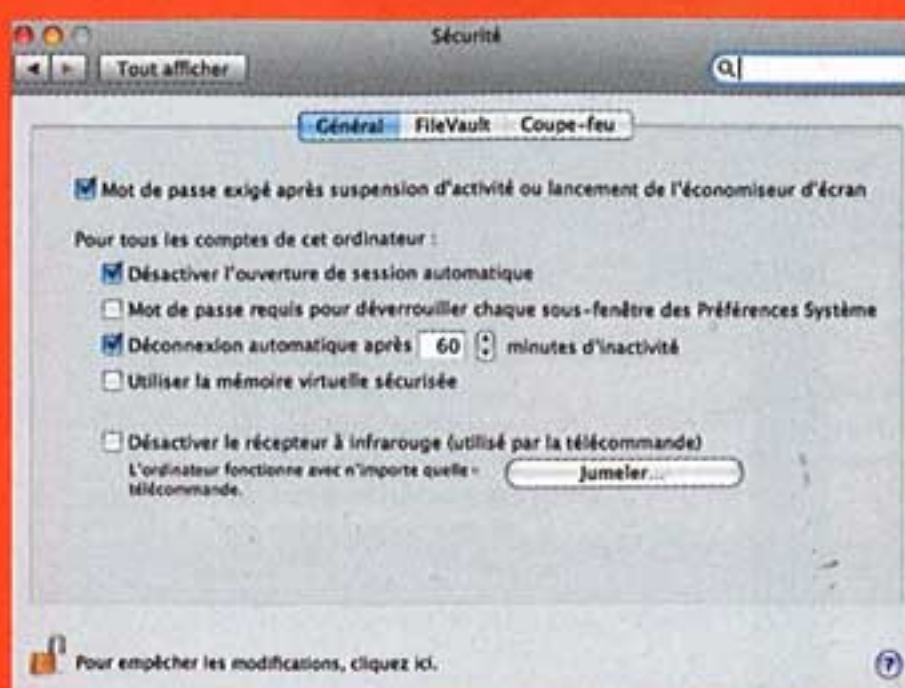 Sécurité
Tout afficher
Général FileVault Coupe-feu
Mot de passe exigé après suspension d'activité ou lancement de l'économiseur d'écran
Pour tous les comptes de cet ordinateur :
Désactiver l'ouverture de session automatique
Mot de passe requis pour déverrouiller chaque sous-fenêtre des Préférences Système
Déconnexion automatique après 60 minutes d'inactivité
Utiliser la mémoire virtuelle sécurisée
Désactiver le récepteur à infrarouge (utilisé par la télécommande)
L'ordinateur fonctionne avec n'importe quelle
télécommande.
Jumeler...
Pour empêcher les modifications, cliquez ici.
?